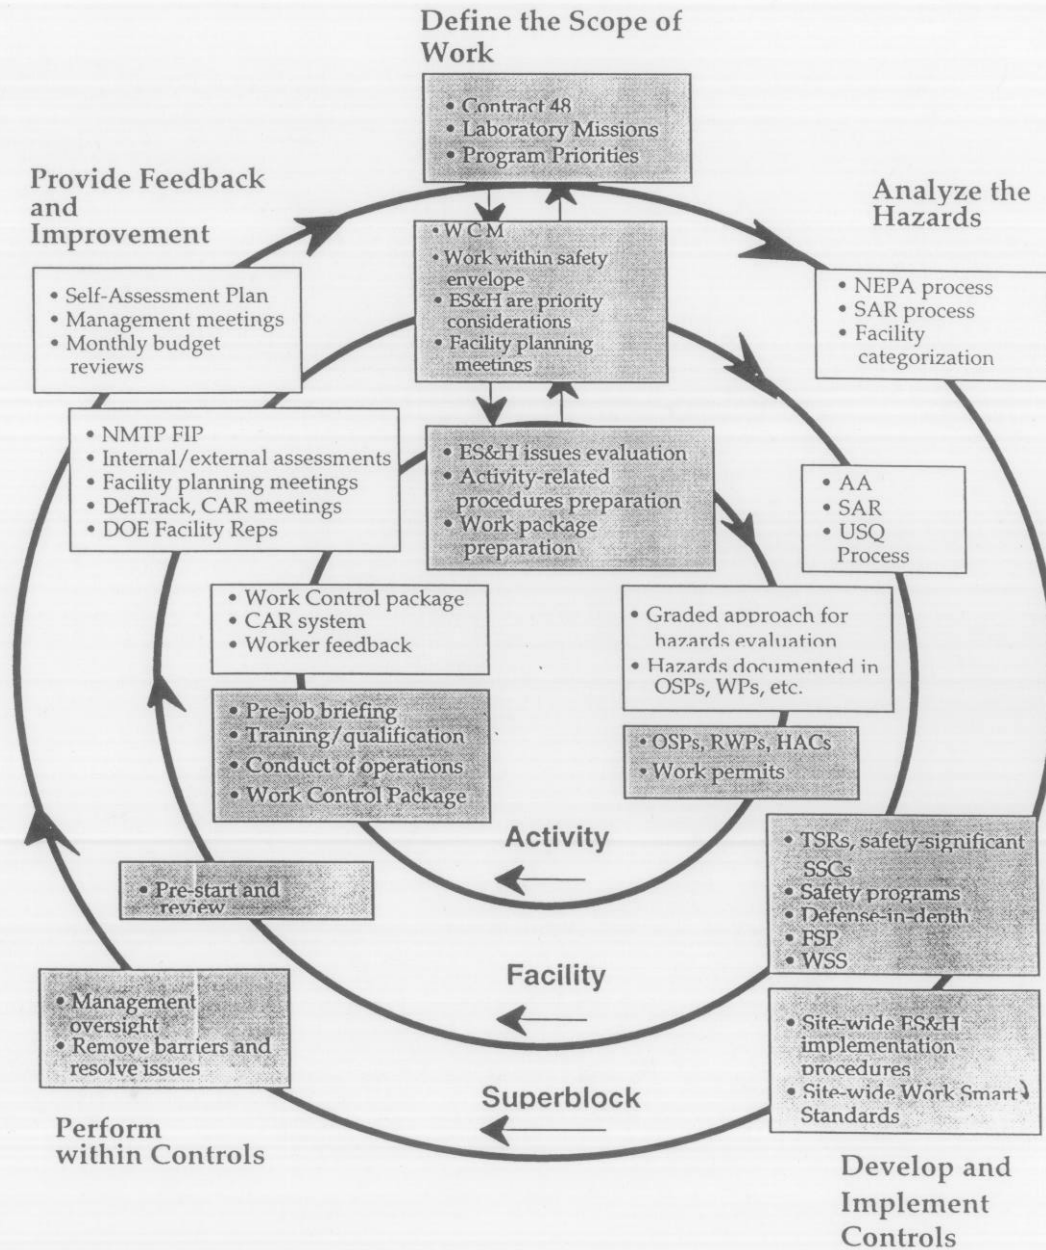 Define the Scope of
Work
• Contract 48
• Laboratory Missions
• Program Priorities
Provide Feedback
and
Improvement
Analyze the
Hazards
• W C M
• Work within safety
envelope
• ES&H are priority
considerations
• Facility planning
meetings
• Self-Assessment Plan
• Management meetings
• Monthly budget
reviews
• NEPA process
• SAR process
• Facility
categorization
• NMTP FIP
• Internal/external assessments
• Facility planning meetings
• DefTrack, CAR meetings
• DOE Facility Reps
• ES&H issues evaluation
• Activity-related
procedures preparation
• Work package
preparation
• AA
• SAR
• USQ
Process
• Work Control package
• CAR system
• Worker feedback
• Graded approach for
hazards evaluation
• Hazards documented in
OSPs, WPs, etc.
• Pre-job briefing
• Training/qualification
• Conduct of operations
• Work Control Package
• OSPs, RWPs, HACs
• Work permits
Activity
• TSRs, safety-significant
SSCs
• Safety programs
• Defense-in-depth
• FSP
• WSS
• Pre-start and
review
Facility
• Management
oversight
• Remove barriers and
resolve issues
• Site-wide ES&H
implementation
procedures
• Site-wide Work Smart
Standards
Superblock
Perform
within Controls
Develop and
Implement
Controls